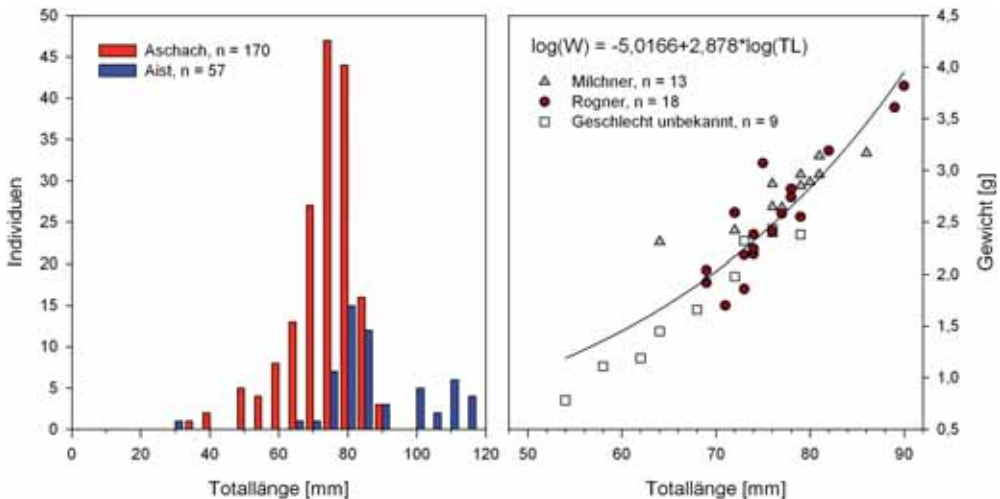 50
45
40
35
30
25
20
15
10
5
0
Individuen
Aschach, n = 170
Aist, n = 57
0 20 40 60 80 100 120
Totallänge [mm]
log(W) = -5,0166+2,878*log(TL)
Milchner, n = 13
Rogner, n = 18
Geschlecht unbekannt, n = 9
4,5
4,0
3,5
3,0
2,5
2,0
1,5
1,0
0,5
Gewicht [g]
50 60 70 80 90
Totallänge [mm]